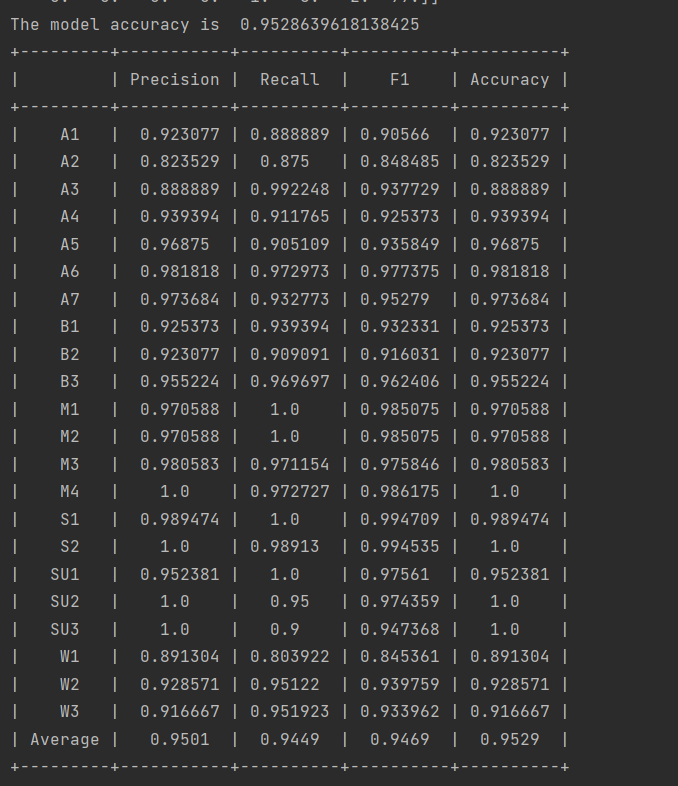 The model accuracy is  0.9528639618138425
+---------+-----------+----------+----------+----------+
|         | Precision |  Recall  |    F1    | Accuracy |
+---------+-----------+----------+----------+----------+
|    A1   |  0.923077 | 0.888889 | 0.90566  | 0.923077 |
|    A2   |  0.823529 |  0.875   | 0.848485 | 0.823529 |
|    A3   |  0.888889 | 0.992248 | 0.937729 | 0.888889 |
|    A4   |  0.939394 | 0.911765 | 0.925373 | 0.939394 |
|    A5   |  0.96875  | 0.905109 | 0.935849 | 0.96875  |
|    A6   |  0.981818 | 0.972973 | 0.977375 | 0.981818 |
|    A7   |  0.973684 | 0.932773 | 0.95279  | 0.973684 |
|    B1   |  0.925373 | 0.939394 | 0.932331 | 0.925373 |
|    B2   |  0.923077 | 0.909091 | 0.916031 | 0.923077 |
|    B3   |  0.955224 | 0.969697 | 0.962406 | 0.955224 |
|    M1   |  0.970588 |   1.0    | 0.985075 | 0.970588 |
|    M2   |  0.970588 |   1.0    | 0.985075 | 0.970588 |
|    M3   |  0.980583 | 0.971154 | 0.975846 | 0.980583 |
|    M4   |    1.0    | 0.972727 | 0.986175 |   1.0    |
|    S1   |  0.989474 |   1.0    | 0.994709 | 0.989474 |
|    S2   |    1.0    | 0.98913  | 0.994535 |   1.0    |
|   SU1   |  0.952381 |   1.0    | 0.97561  | 0.952381 |
|   SU2   |    1.0    |   0.95   | 0.974359 |   1.0    |
|   SU3   |    1.0    |   0.9    | 0.947368 |   1.0    |
|    W1   |  0.891304 | 0.803922 | 0.845361 | 0.891304 |
|    W2   |  0.928571 | 0.95122  | 0.939759 | 0.928571 |
|    W3   |  0.916667 | 0.951923 | 0.933962 | 0.916667 |
| Average |   0.9501  |  0.9449  |  0.9469  |  0.9529  |
+---------+-----------+----------+----------+----------+